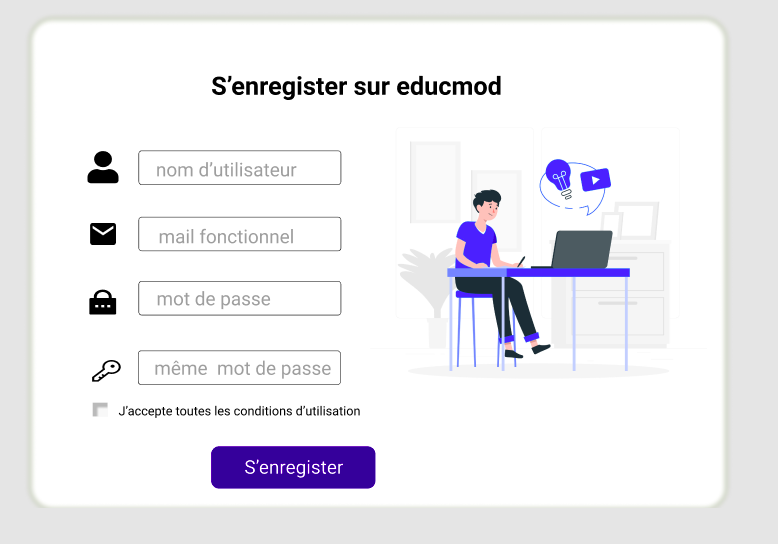 S’enregister sur educmod
nom d’utilisateur
mail fonctionnel
mot de passe
même mot de passe
J’accepte toutes les conditions d’utilisation
S’enregister